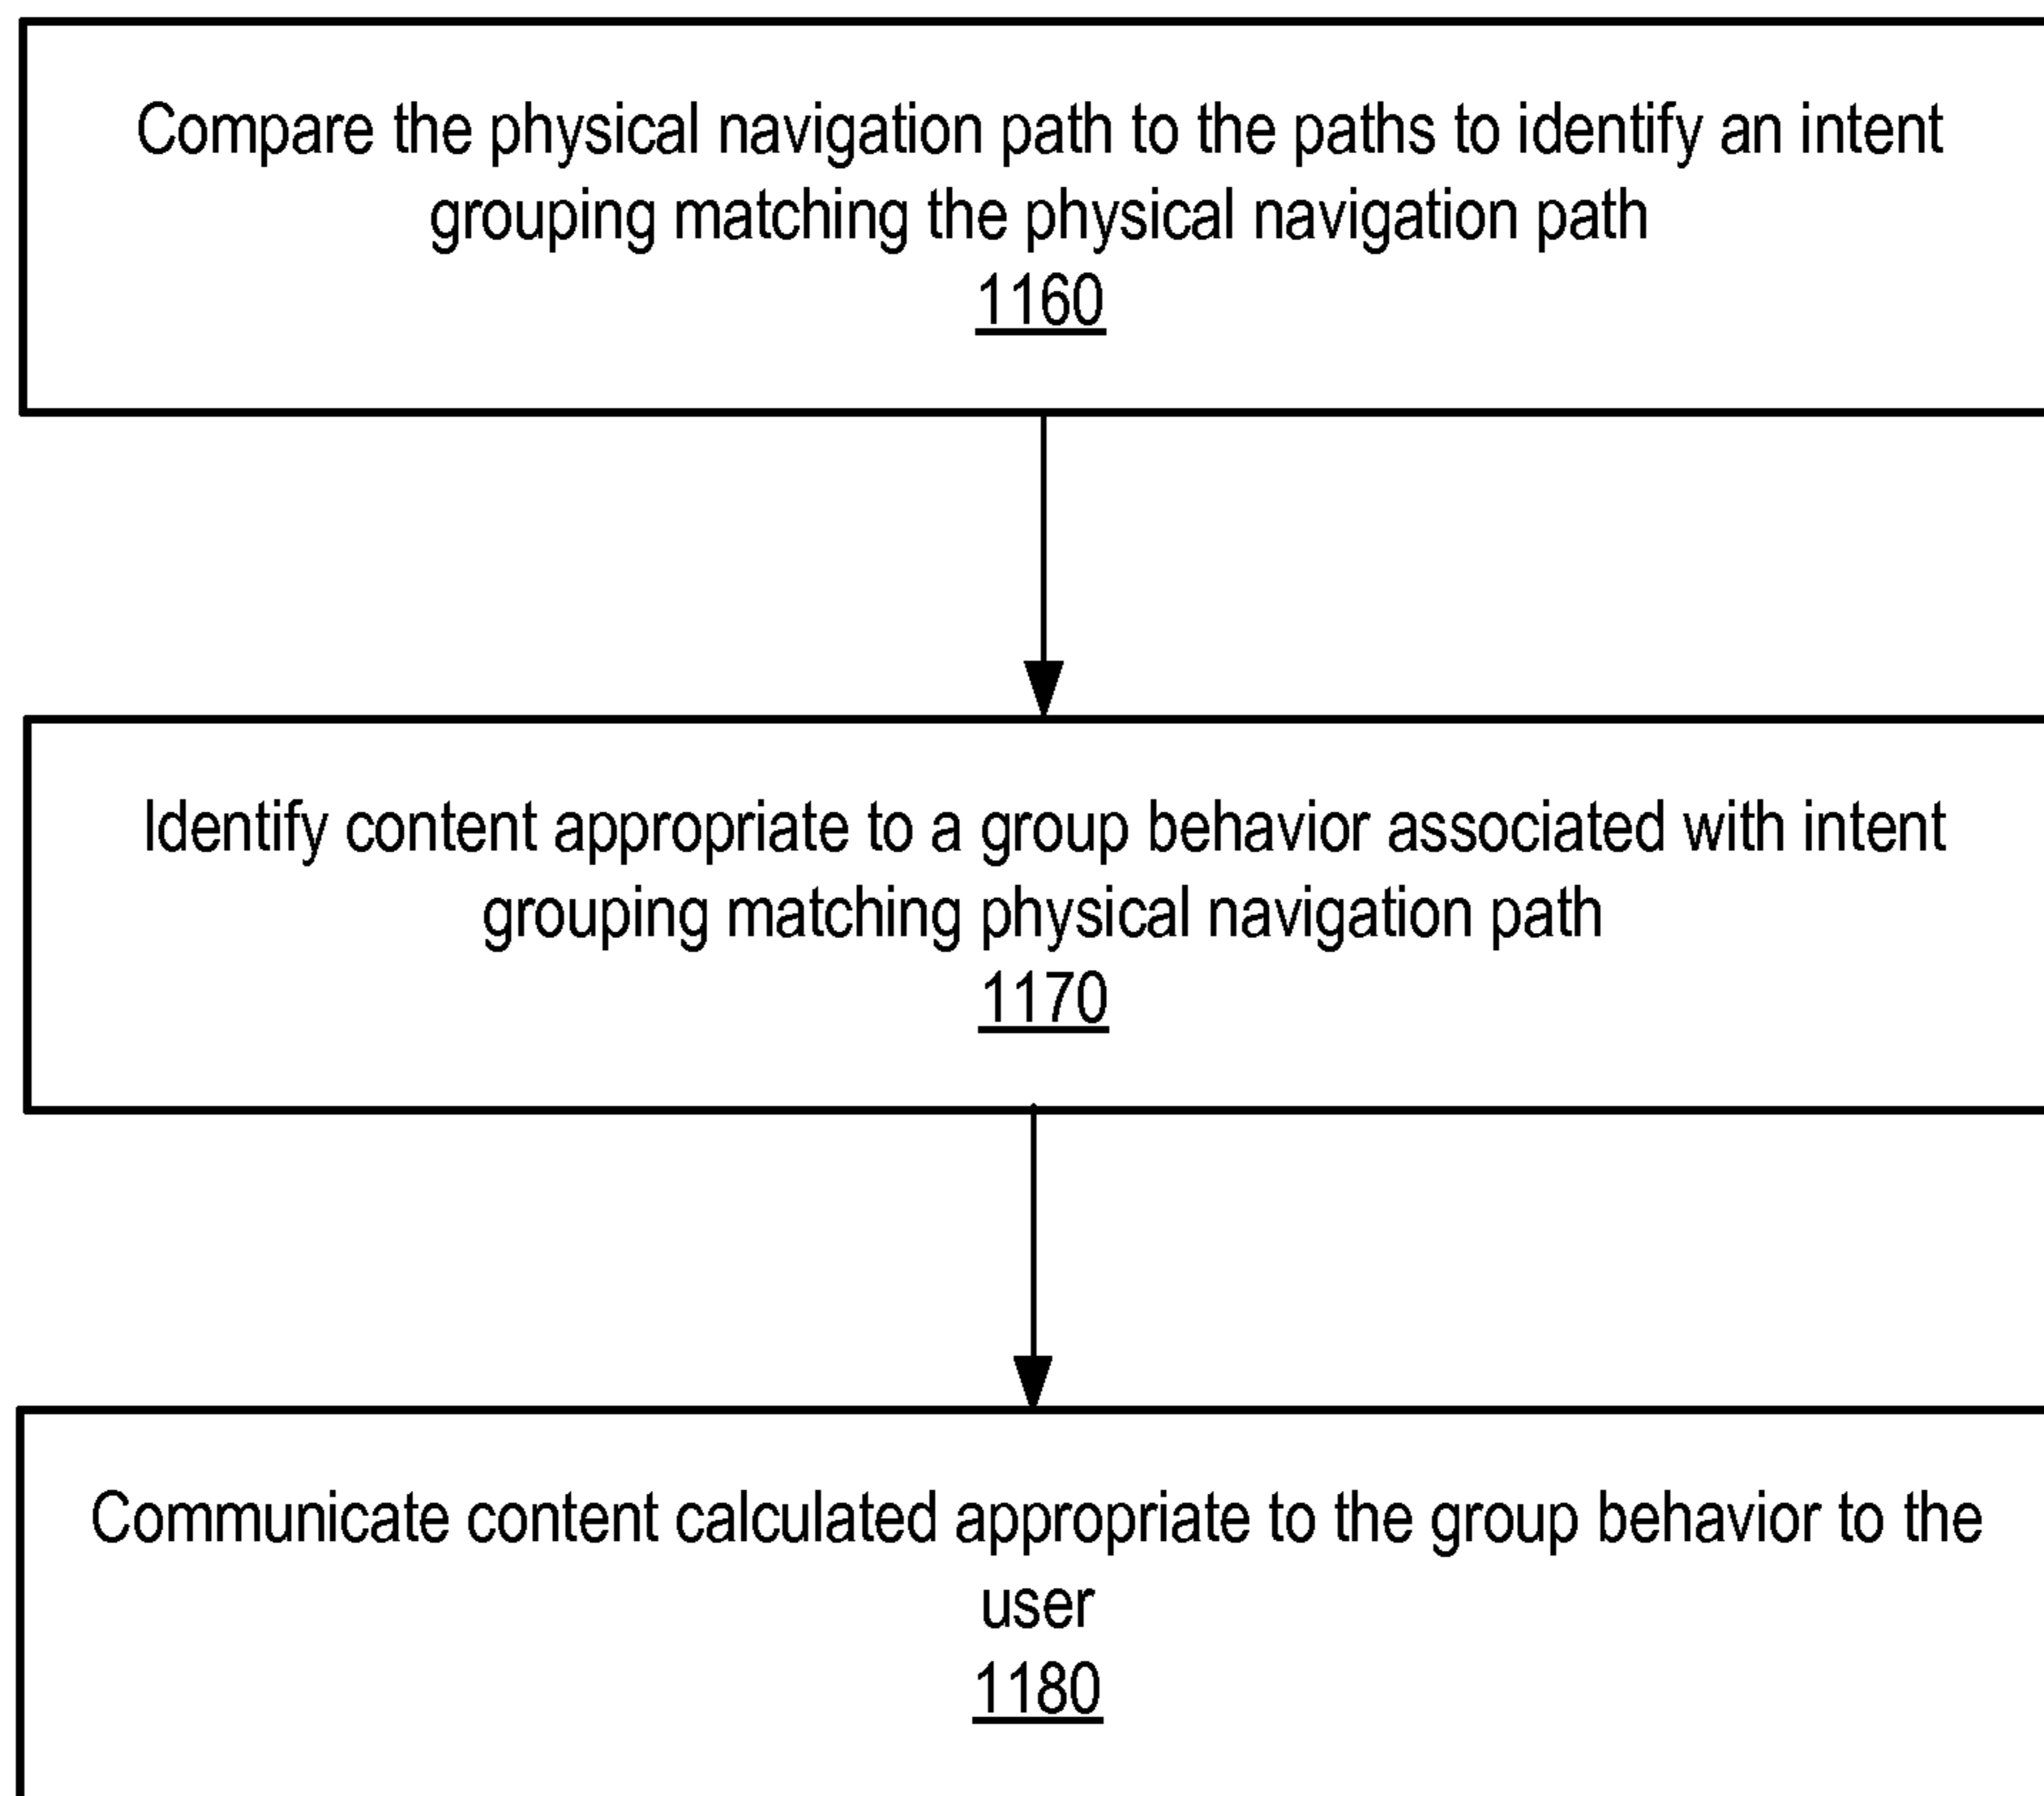 Compare the physical navigation path to the paths to identify an intent
grouping matching the physical navigation path
1160
Identify content appropriate to a group behavior associated with intent
grouping matching physical navigation path
1170
Communicate content calculated appropriate to the group behavior to the
user
1180